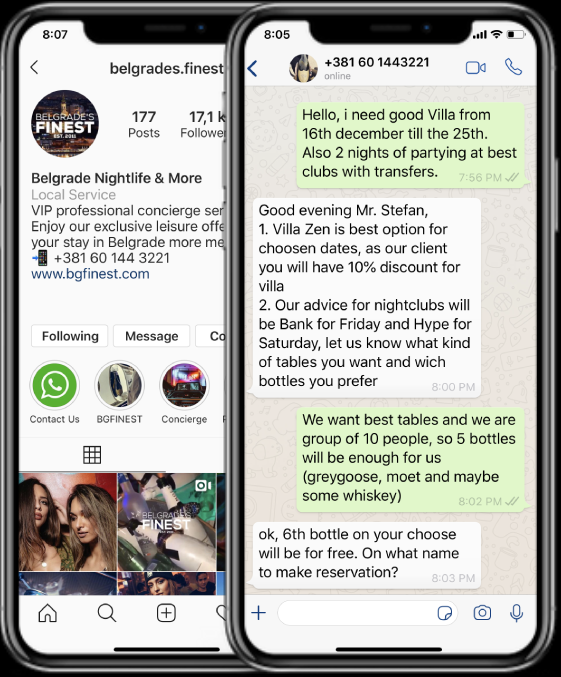 8:07
belgrades.finest
BELGRADE'S
FINEST
EST. 2011
177
Posts
17,1 k
Follower
Belgrade Nightlife & More
Local Service
VIP professional concierge ser
Enjoy our exclusive leisure offe
your stay in Belgrade more me
+381 60 144 3221
www.bgfinest.com
Following
Message
Co
Contact Us
BGFINEST
Concierge
BELGRADE'S
FINEST
8:05
+381 60 1443221
online
Hello, i need good Villa from
16th december till the 25th.
Also 2 nights of partying at best
clubs with transfers.
7:56 PM
Good evening Mr. Stefan,
1. Villa Zen is best option for
choosen dates, as our client
you will have 10% discount for
villa
2. Our advice for nightclubs will
be Bank for Friday and Hype for
Saturday, let us know what kind
of tables you want and wich
bottles you prefer
8:00 PM
We want best tables and we are
group of 10 people, so 5 bottles
will be enough for us
(greygoose, moet and maybe
some whiskey)
8:02 PM
ok, 6th bottle on your choose
will be for free. On what name
to make reservation?
8:03 PM